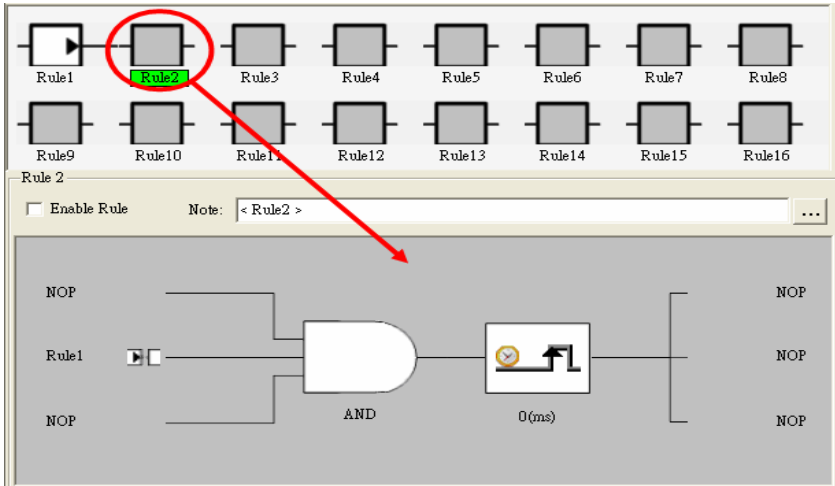 Rule1 Rule2 Rule3 Rule4 Rule5 Rule6 Rule7 Rule8
Rule9 Rule10 Rule11 Rule12 Rule13 Rule14 Rule15 Rule16
Rule 2
Enable Rule Note: < Rule2 > ...
NOP NOP
Rule1 NOP
AND 0(ms)
NOP NOP